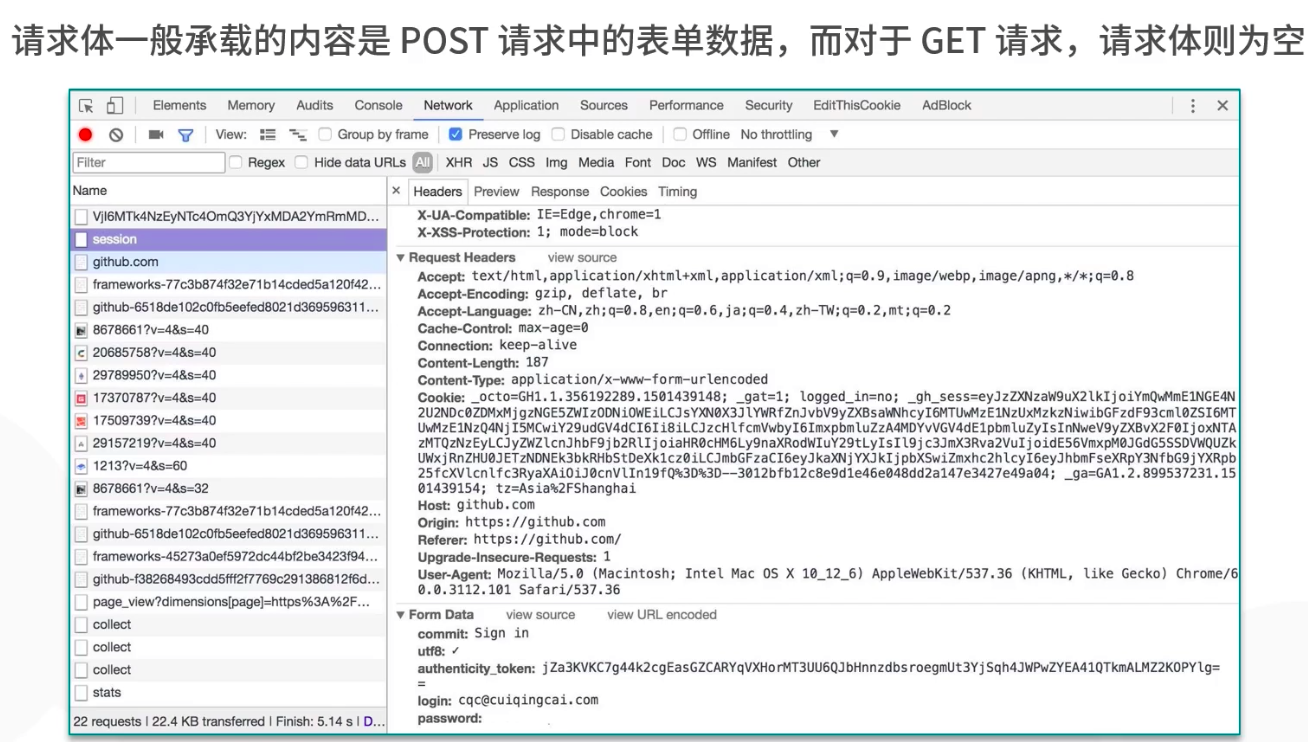 请求体一般承载的内容是 POST 请求中的表单数据，而对于 GET 请求，请求体则为空
Elements Memory Audits Console Network Application Sources Performance Security EditThisCookie AdBlock
View: Group by frame Preserve log Disable cache Offline No throttling
Filter Regex Hide data URLs All XHR JS CSS Img Media Font Doc WS Manifest Other
Name
VjI6MTk4NzEyNTc4OmQ3YjYxMDA2YmRmMD...
session
github.com
frameworks-77c3b874f32e71b14cded5a120f42...
github-6518de102c0fb5eefed8021d369596311...
8678661?v=4&s=40
20685758?v=4&s=40
29789950?v=4&s=40
17370787?v=4&s=40
17509739?v=4&s=40
29157219?v=4&s=40
1213?v=4&s=60
8678661?v=4&s=32
frameworks-77c3b874f32e71b14cded5a120f42...
github-6518de102c0fb5eefed8021d369596311...
frameworks-45273a0ef5972dc44bf2be3423f94...
github-f38268493cdd5fff2f7769c291386812f6d...
page_view?dimensions[page]=https%3A%2F...
collect
collect
collect
stats
22 requests | 22.4 KB transferred | Finish: 5.14 s | D...
Headers Preview Response Cookies Timing
X-UA-Compatible: IE=Edge,chrome=1
X-XSS-Protection: 1; mode=block
Request Headers view source
Accept: text/html,application/xhtml+xml,application/xml;q=0.9,image/webp,image/apng,*/*;q=0.8
Accept-Encoding: gzip, deflate, br
Accept-Language: zh-CN,zh;q=0.8,en;q=0.6,ja;q=0.4,zh-TW;q=0.2,mt;q=0.2
Cache-Control: max-age=0
Connection: keep-alive
Content-Length: 187
Content-Type: application/x-www-form-urlencoded
Cookie: _octo=GH1.1.356192289.1501439148; _gat=1; logged_in=no; _gh_sess=
25fcXVlcnlfc3RyaXAiOiJ0cnVlIn19fQ%3D%3D--3012bfb12c8e9d1e46e048dd2a147e3427e49a04; _ga=GA1.2.899537231.15
01439154; tz=Asia%2FShanghai
Host: github.com
Origin: https://github.com
Referer: https://github.com/
Upgrade-Insecure-Requests: 1
User-Agent: Mozilla/5.0 (Macintosh; Intel Mac OS X 10_12_6) AppleWebKit/537.36 (KHTML, like Gecko) Chrome/6
0.0.3112.101 Safari/537.36
Form Data view source view URL encoded
commit: Sign in
utf8: ✓
authenticity_token: jZa3KVKC7g44k2cgEasGZCARYqVXHorMT3UU6QJbHnnzdbsroegmUt3YjSqh4JWPwZYEA41QTkmALMZ2KOPYlg=
=
login: cqc@cuiqingcai.com
password: